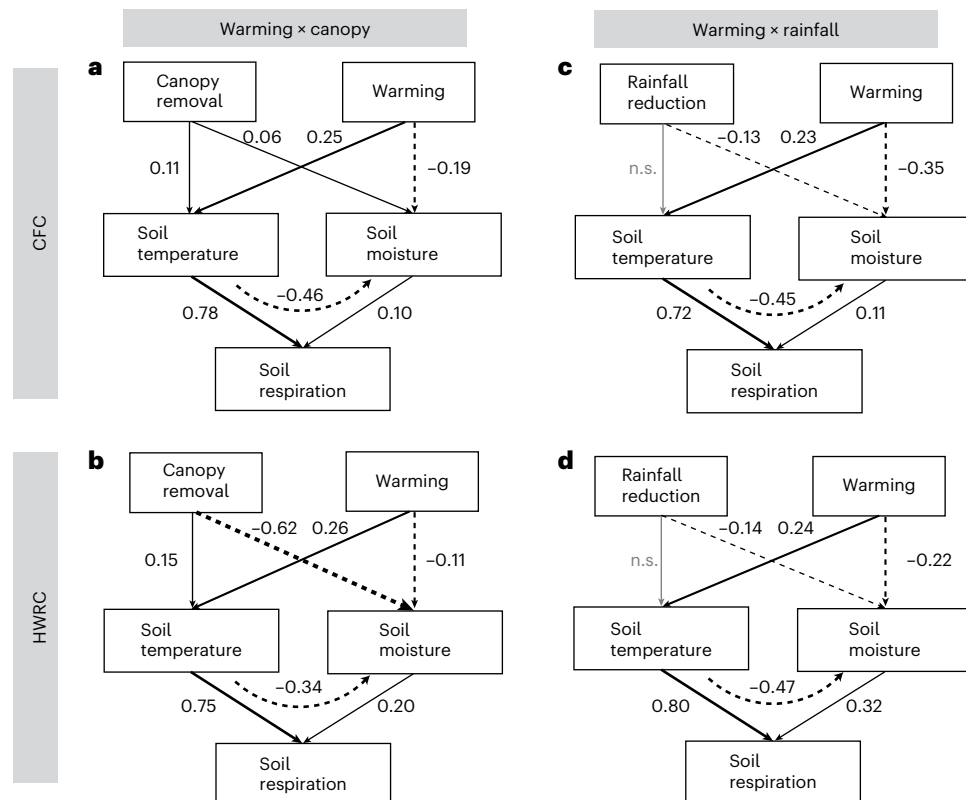 Warming × canopy
Warming × rainfall
CFC
a
Canopy
removal
Warming
0.06
0.25
0.11
–0.19
Soil
temperature
Soil
moisture
–0.46
0.78
0.10
Soil
respiration
c
Rainfall
reduction
Warming
–0.13
0.23
n.s.
–0.35
Soil
temperature
Soil
moisture
–0.45
0.72
0.11
Soil
respiration
HWRC
b
Canopy
removal
Warming
–0.62
0.26
0.15
–0.11
Soil
temperature
Soil
moisture
–0.34
0.75
0.20
Soil
respiration
d
Rainfall
reduction
Warming
–0.14
0.24
n.s.
–0.22
Soil
temperature
Soil
moisture
–0.47
0.80
0.32
Soil
respiration